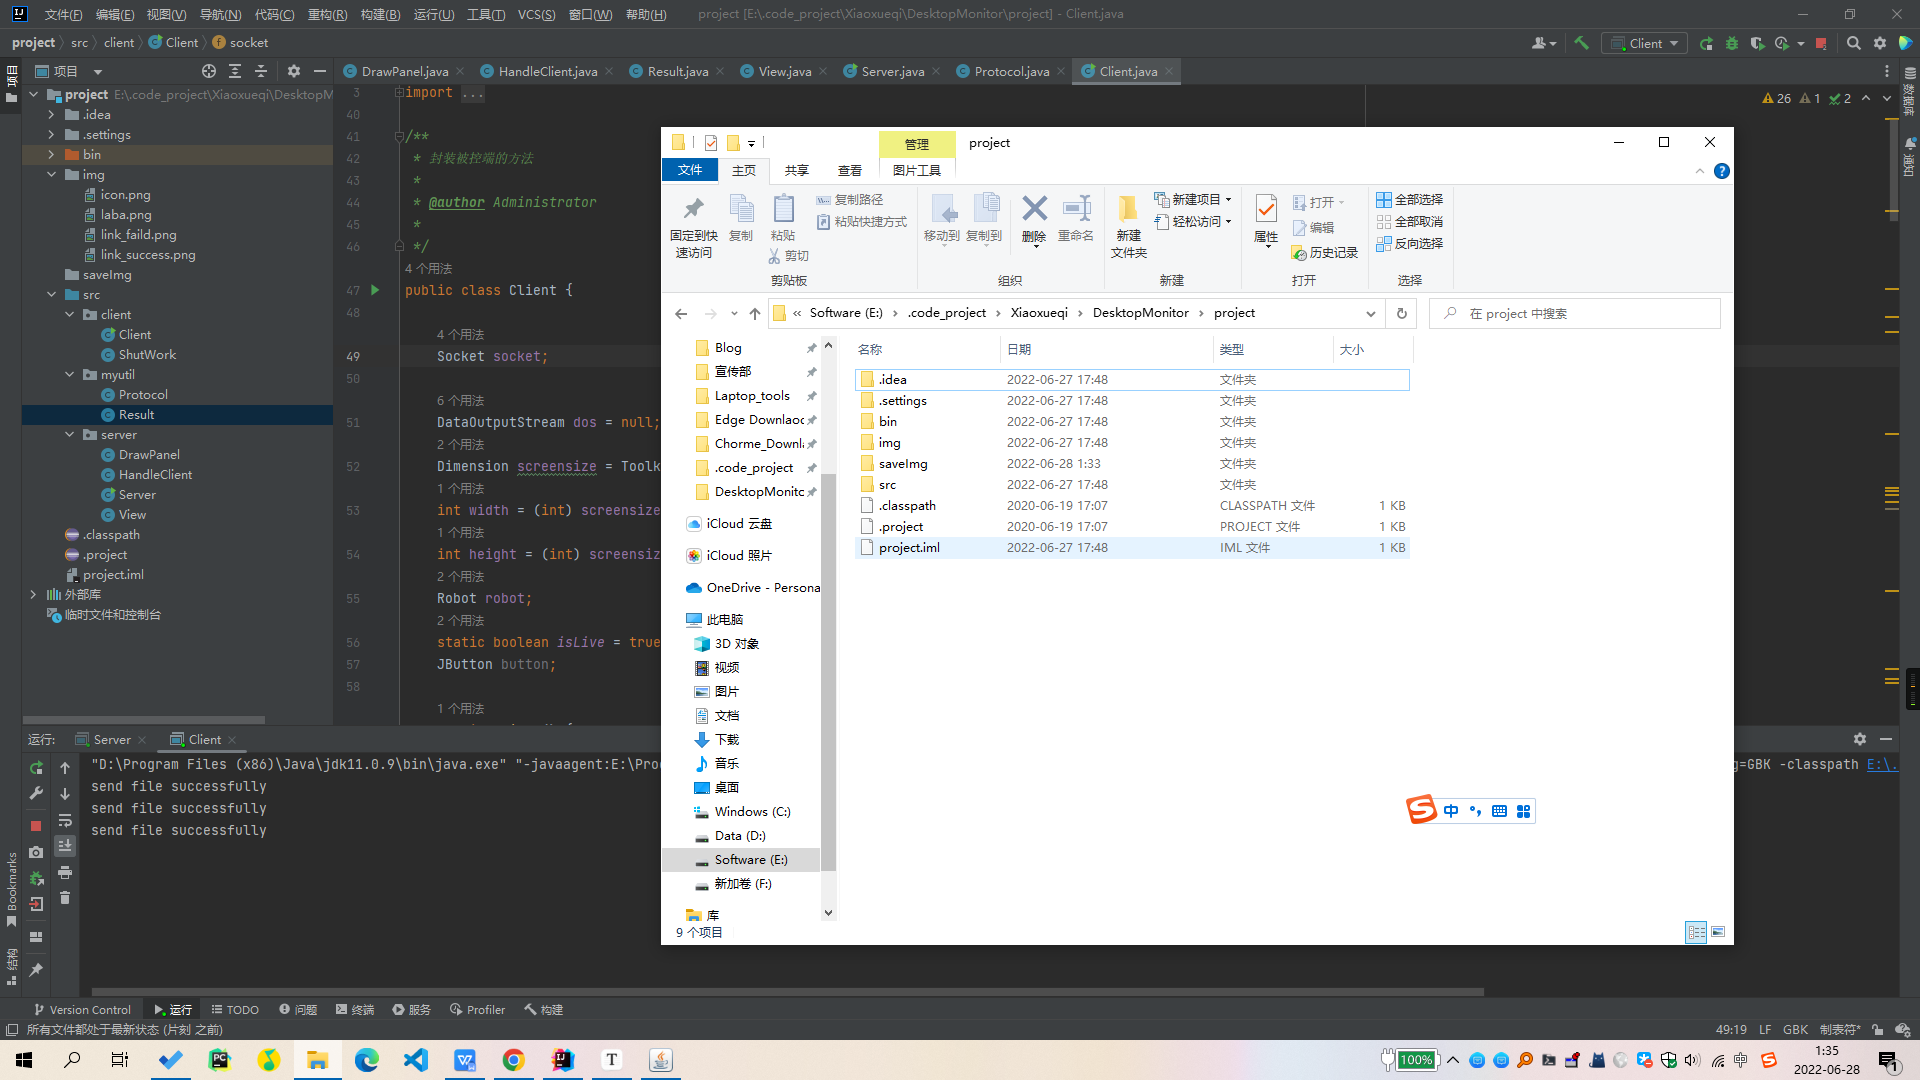 文件(F) 编辑(E) 视图(V) 导航(N) 代码(C) 重构(R) 构建(B) 运行(U) 工具(T) VCS(S) 窗口(W) 帮助(H) project [E:\.code_project\Xiaoxueqi\DesktopMonitor\project] - Client.java
project src client Client socket
Client
项目
DrawPanel.java HandleClient.java Result.java View.java Server.java Protocol.java Client.java
项目
project E:\.code_project\Xiaoxueqi\DesktopM
.idea
.settings
bin
img
icon.png
laba.png
link_faild.png
link_success.png
saveImg
src
client
Client
ShutWork
myutil
Protocol
Result
server
DrawPanel
HandleClient
Server
View
.classpath
.project
project.iml
外部库
临时文件和控制台
26 1 2
数据库
通知
3 import ...
40
41 /**
42 * 封装被控端的方法
43 *
44 * @author Administrator
45 *
46 */
4 个用法
47 public class Client {
48
4 个用法
49 Socket socket;
50
6 个用法
51 DataOutputStream dos = null;
2 个用法
52 Dimension screensize = Toolk
1 个用法
53 int width = (int) screensize
1 个用法
54 int height = (int) screensiz
2 个用法
55 Robot robot;
2 个用法
56 static boolean isLive = true
57 JButton button;
58
1 个用法
管理 project
文件 主页 共享 查看 图片工具
固定到快
速访问
复制
粘贴
复制路径
粘贴快捷方式
剪切
剪贴板
移动到
复制到
删除
重命名
组织
新建
文件夹
新建项目
轻松访问
新建
属性
打开
编辑
历史记录
打开
全部选择
全部取消
反向选择
选择
« Software (E:) .code_project Xiaoxueqi DesktopMonitor project
在 project 中搜索
Blog
宣传部
Laptop_tools
Edge Downlaoc
Chorme_Downl
.code_project
DesktopMonitc
iCloud 云盘
iCloud 照片
OneDrive - Persona
此电脑
3D 对象
视频
图片
文档
下载
音乐
桌面
Windows (C:)
Data (D:)
Software (E:)
新加卷 (F:)
库
名称 日期 类型 大小
.idea 2022-06-27 17:48 文件夹
.settings 2022-06-27 17:48 文件夹
bin 2022-06-27 17:48 文件夹
img 2022-06-27 17:48 文件夹
saveImg 2022-06-28 1:33 文件夹
src 2022-06-27 17:48 文件夹
.classpath 2020-06-19 17:07 CLASSPATH 文件 1 KB
.project 2020-06-19 17:07 PROJECT 文件 1 KB
project.iml 2022-06-27 17:48 IML 文件 1 KB
9 个项目
中
运行: Server Client
"D:\Program Files (x86)\Java\jdk11.0.9\bin\java.exe" "-javaagent:E:\Pro
g=GBK -classpath E:\.
send file successfully
send file successfully
send file successfully
Bookmarks
结构
Version Control 运行 TODO 问题 终端 服务 Profiler 构建
所有文件都处于最新状态 (片刻 之前)
49:19 LF GBK 制表符*
100%
中
1:35
2022-06-28
1